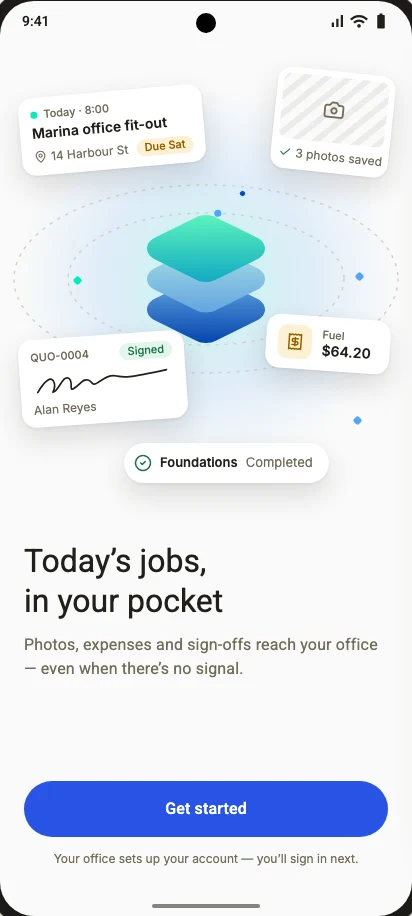 9:41
Today · 8:00
Marina office fit-out
14 Harbour St Due Sat
3 photos saved
Fuel
$64.20
QUO-0004 Signed
Alan Reyes
Foundations Completed
Today’s jobs,
in your pocket
Photos, expenses and sign-offs reach your office
— even when there’s no signal.
Get started
Your office sets up your account — you’ll sign in next.